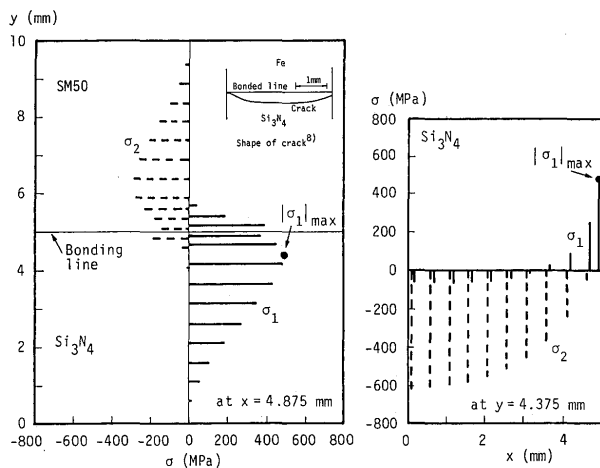 y (mm)
10
8
6
4
2
0
SM50
σ2
Fe
Bonded line
1mm
Crack
Si3N4
Shape of crack8)
|σ1|max
Bonding line
σ1
Si3N4
at x = 4.875 mm
-800 -400 0 200 400 600 800
-600 -200
σ (MPa)
σ (MPa)
800
600
400
200
0
-200
-400
-600
-800
Si3N4
|σ1|max
σ1
σ2
at y = 4.375 mm
0 2 4
x (mm)